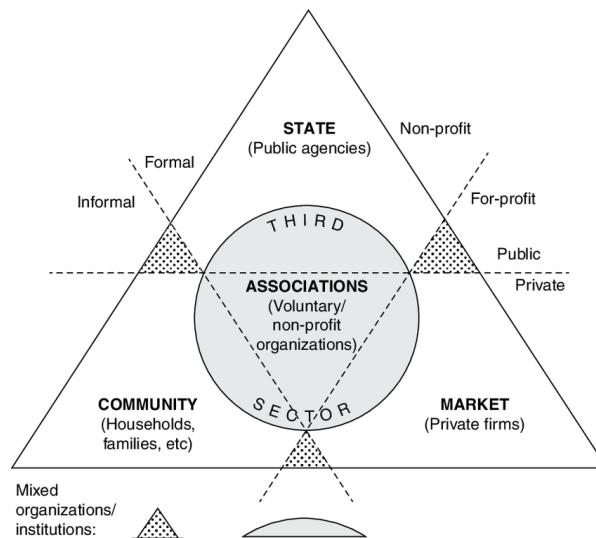 STATE
(Public agencies)
Non-profit
Formal
Informal
For-profit
THIRD
Public
Private
ASSOCIATIONS
(Voluntary/
non-profit
organizations)
SECTOR
COMMUNITY
(Households,
families, etc)
MARKET
(Private firms)
Mixed
organizations/
institutions: